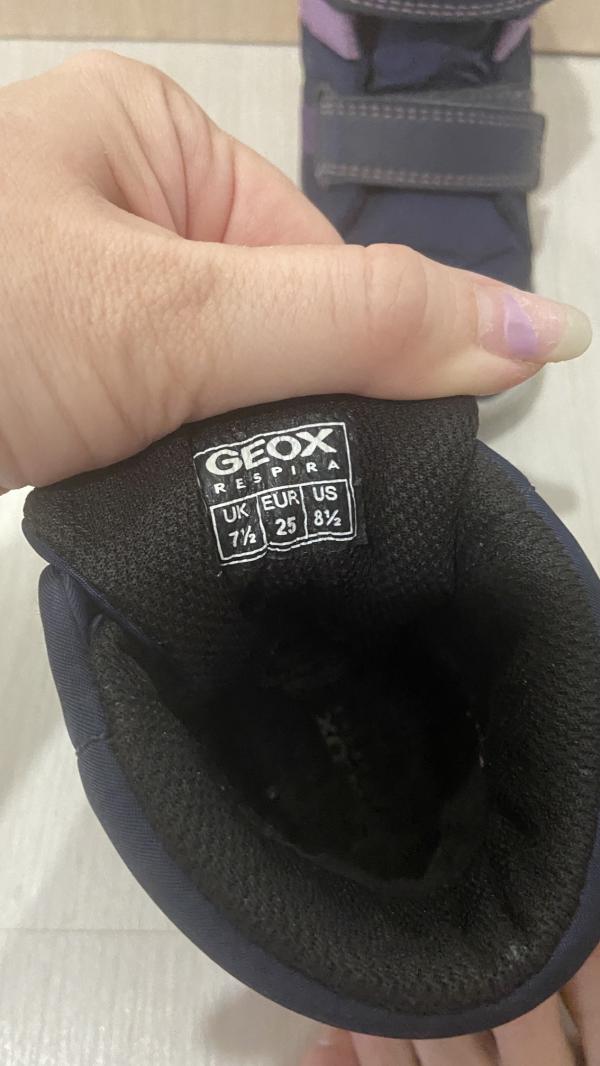 GEOX
RESPIRA
UK EUR US
7½ 25 8½